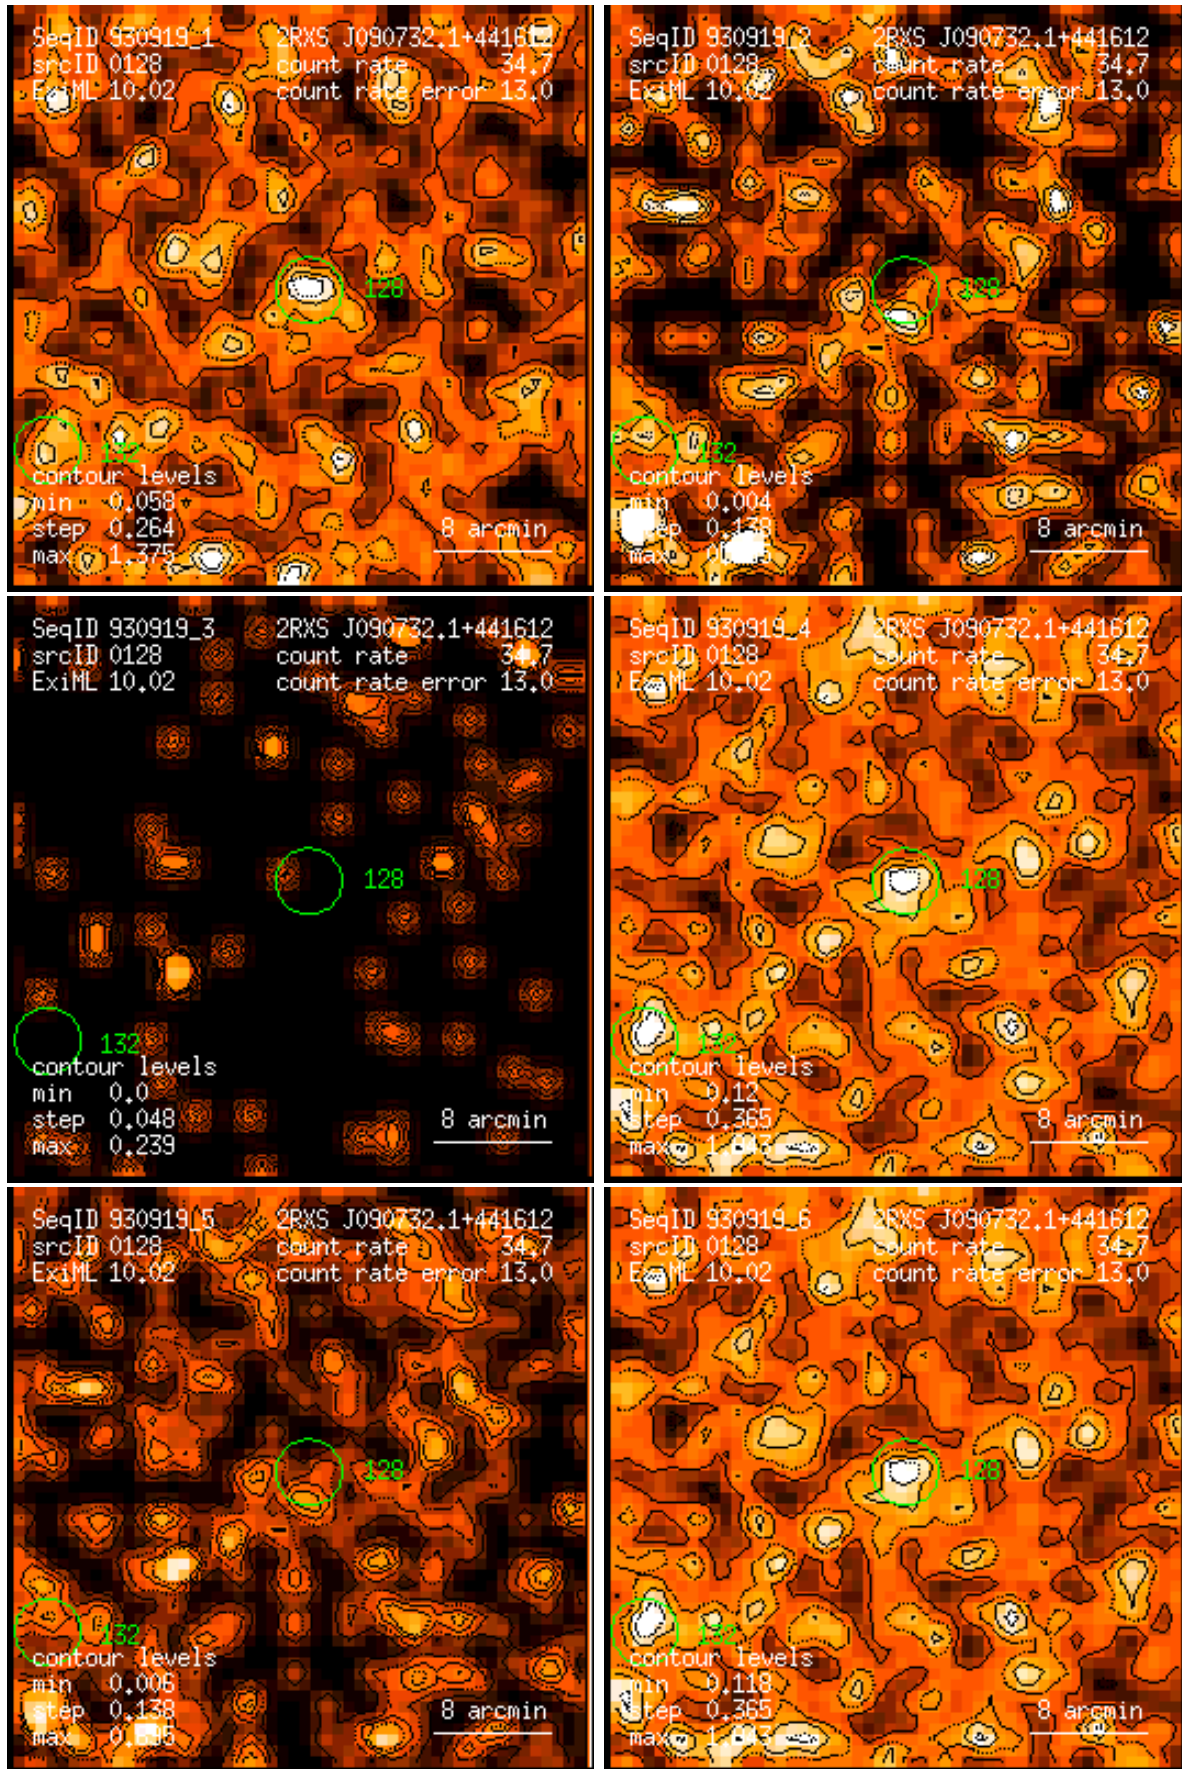 SeqID 930919_1 2RXS J090732.1+441612
srcID 0128 count rate 34.7
ExiML 10.02 count rate error 13.0
128
132
contour levels
min 0.058
step 0.264
max 1.375
8 arcmin
SeqID 930919_2 2RXS J090732.1+441612
srcID 0128 count rate 34.7
ExiML 10.02 count rate error 13.0
128
132
contour levels
min 0.004
step 0.138
max
8 arcmin
SeqID 930919_3 2RXS J090732.1+441612
srcID 0128 count rate 34.7
ExiML 10.02 count rate error 13.0
128
132
contour levels
min 0.0
step 0.048
max 0.239
8 arcmin
SeqID 930919_4 2RXS J090732.1+441612
srcID 0128 count rate 34.7
ExiML 10.02 count rate error 13.0
128
132
contour levels
min 0.12
step 0.365
max
8 arcmin
SeqID 930919_5 2RXS J090732.1+441612
srcID 0128 count rate 34.7
ExiML 10.02 count rate error 13.0
128
132
contour levels
min 0.006
step 0.138
max
8 arcmin
SeqID 930919_6 2RXS J090732.1+441612
srcID 0128 count rate 34.7
ExiML 10.02 count rate error 13.0
128
132
contour levels
min 0.118
step 0.365
max
8 arcmin